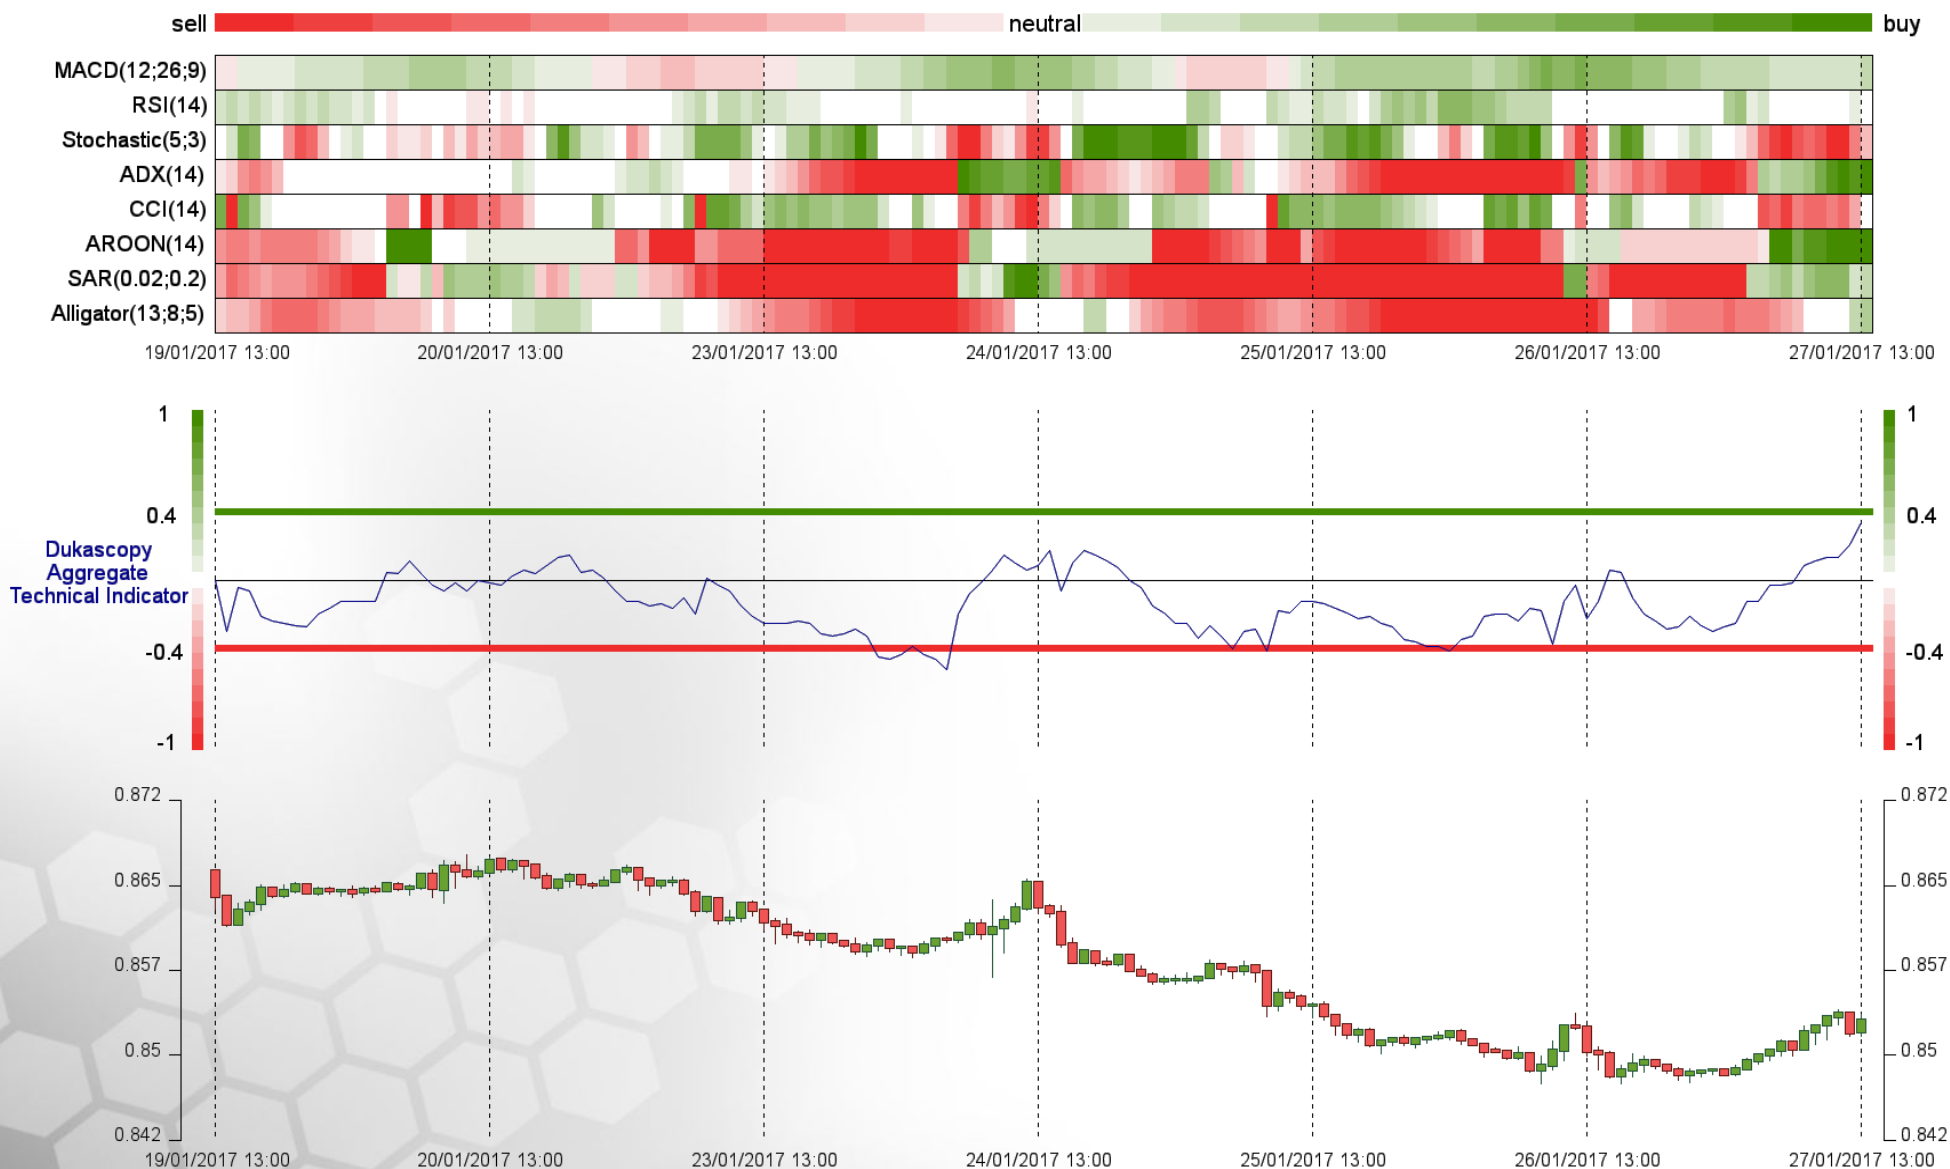 sell neutral buy
MACD(12;26;9)
RSI(14)
Stochastic(5;3)
ADX(14)
CCI(14)
AROON(14)
SAR(0.02;0.2)
Alligator(13;8;5)
19/01/2017 13:00 20/01/2017 13:00 23/01/2017 13:00 24/01/2017 13:00 25/01/2017 13:00 26/01/2017 13:00 27/01/2017 13:00
1 1
0.4 0.4
Dukascopy
Aggregate
Technical Indicator
-0.4 -0.4
-1 -1
0.872 0.872
0.865 0.865
0.857 0.857
0.85 0.85
0.842 0.842
19/01/2017 13:00 20/01/2017 13:00 23/01/2017 13:00 24/01/2017 13:00 25/01/2017 13:00 26/01/2017 13:00 27/01/2017 13:00